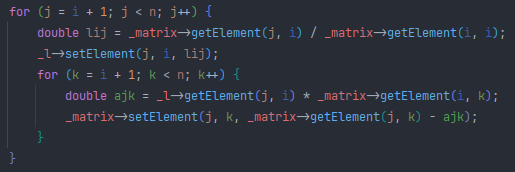 for (j = i + 1; j < n; j++) {
double lij = _matrix->getElement(j, i) / _matrix->getElement(i, i);
_l->setElement(j, i, lij);
for (k = i + 1; k < n; k++) {
double ajk = _l->getElement(j, i) * _matrix->getElement(i, k);
_matrix->setElement(j, k, _matrix->getElement(j, k) - ajk);
}
}